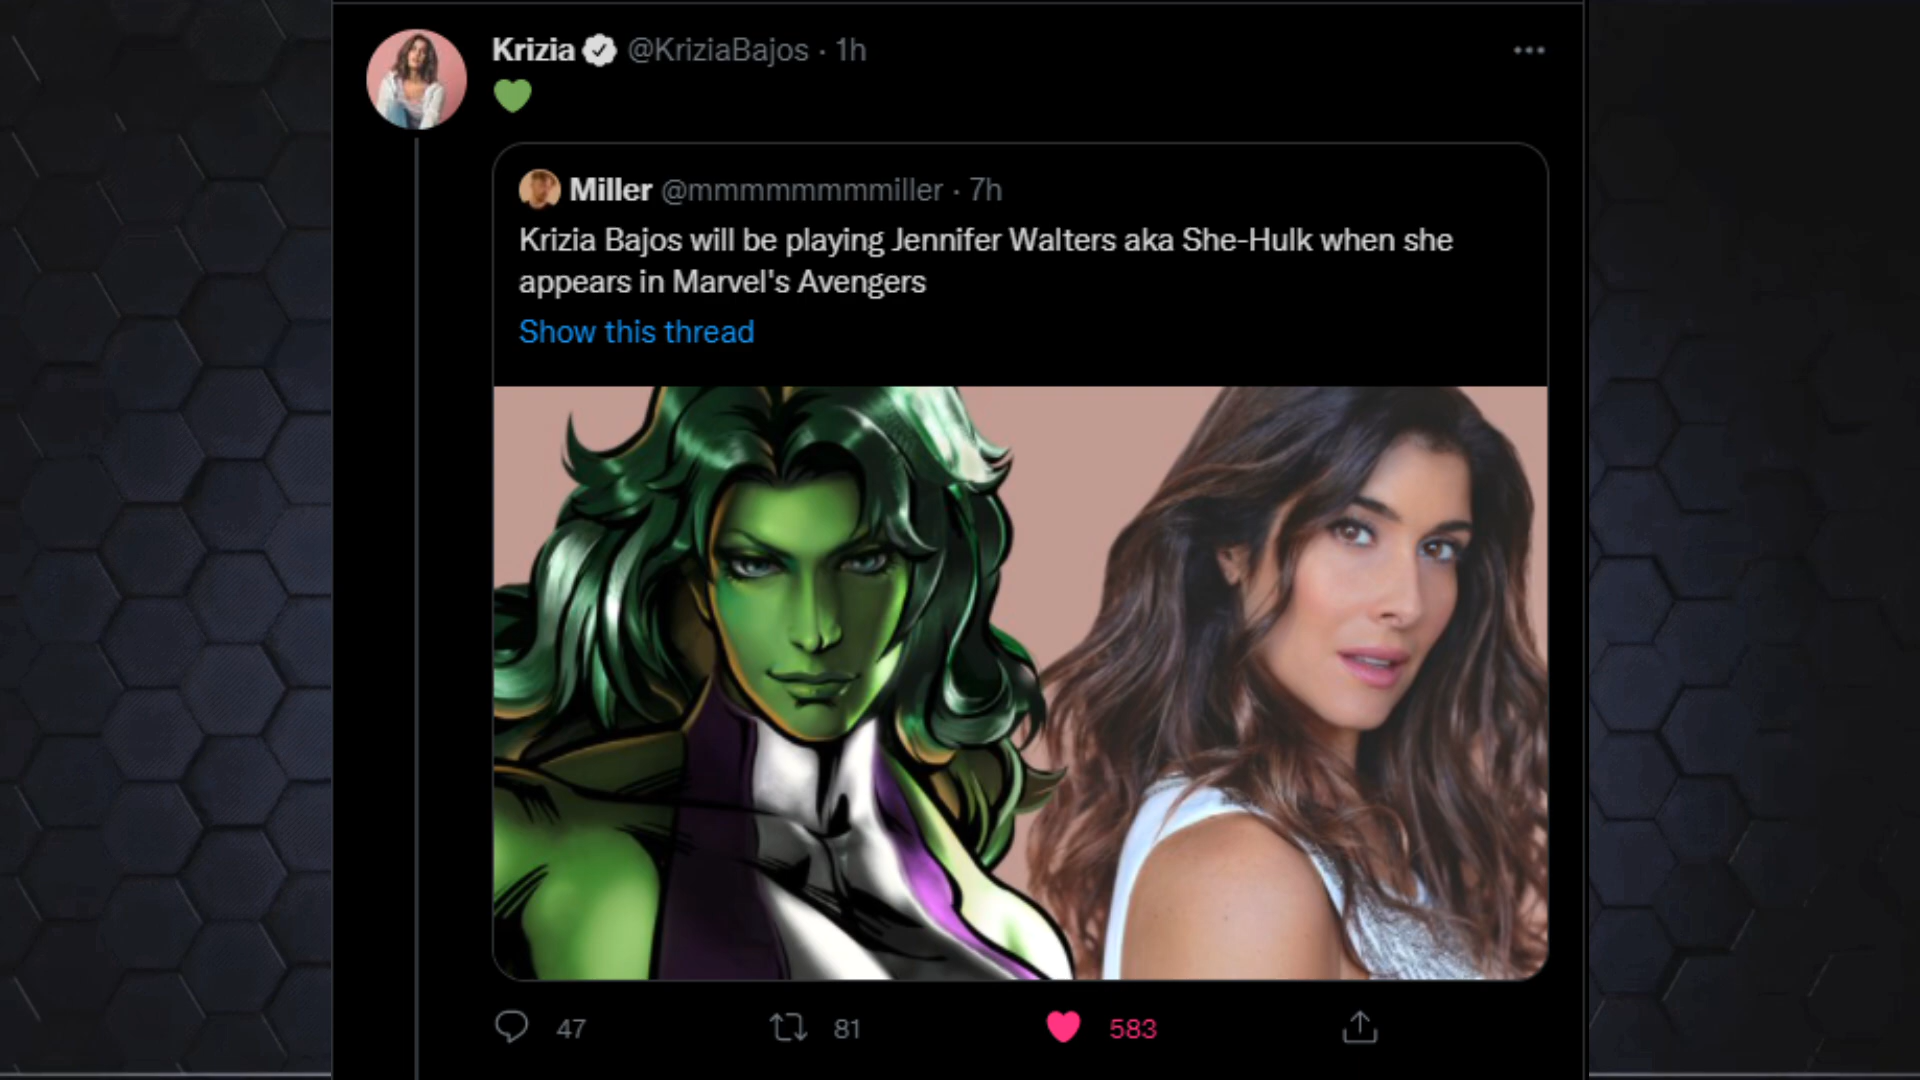 Krizia @KriziaBajos · 1h
💚
Miller @mmmmmmmmiller · 7h
Krizia Bajos will be playing Jennifer Walters aka She-Hulk when she
appears in Marvel's Avengers
Show this thread
47 81 583